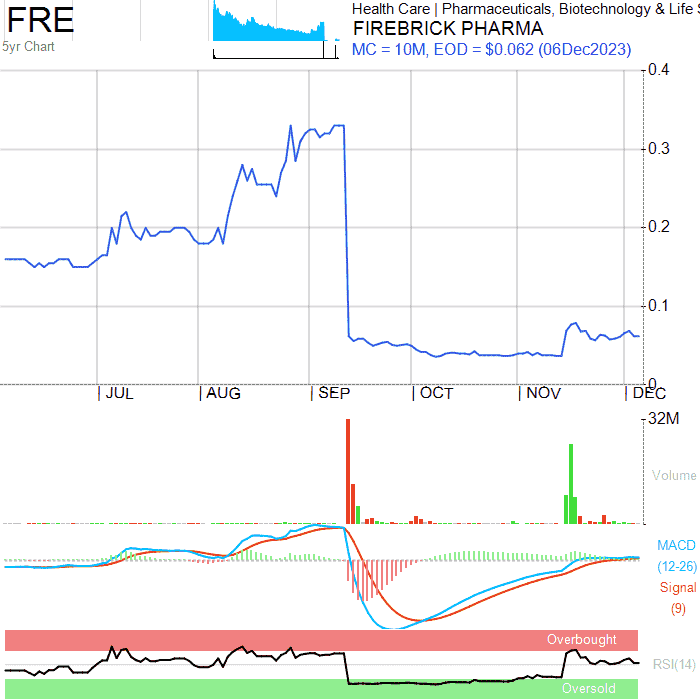 FRE
5yr Chart
Health Care | Pharmaceuticals, Biotechnology & Life
FIREBRICK PHARMA
MC = 10M, EOD = $0.062 (06Dec2023)
0.4
0.3
0.2
0.1
0
JUL
AUG
SEP
OCT
NOV
DEC
32M
Volume
MACD
(12-26)
Signal
(9)
Overbought
RSI(14)
Oversold